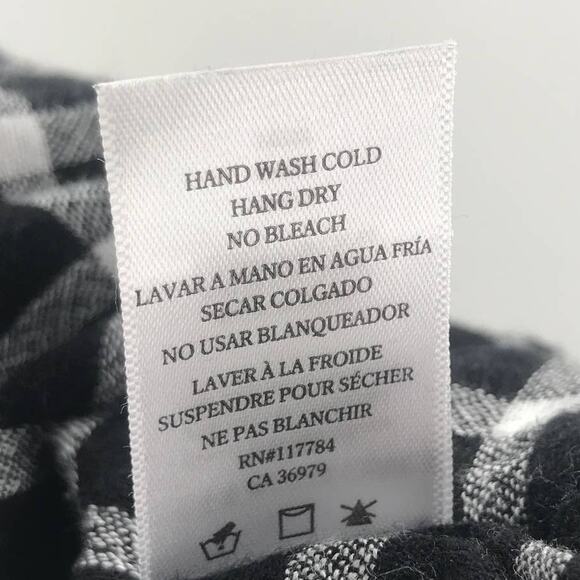 HAND WASH COLD
HANG DRY
NO BLEACH
LAVAR A MANO EN AGUA FRÍA
SECAR COLGADO
NO USAR BLANQUEADOR
LAVER À LA FROIDE
SUSPENDRE POUR SÉCHER
NE PAS BLANCHIR
RN#117784
CA 36979